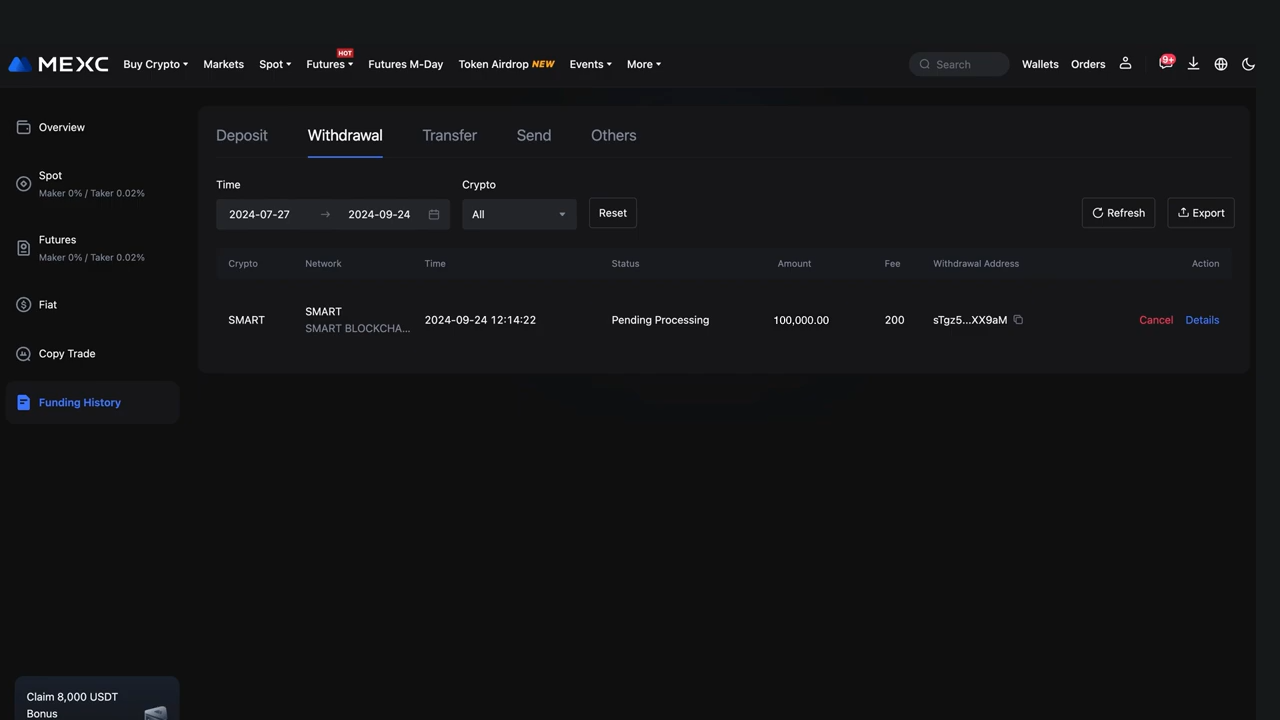 MEXC Buy Crypto Markets Spot Futures HOT Futures M-Day Token Airdrop NEW Events More Search Wallets Orders 9+
Overview
Spot
Maker 0% / Taker 0.02%
Futures
Maker 0% / Taker 0.02%
Fiat
Copy Trade
Funding History
Claim 8,000 USDT
Bonus
Deposit Withdrawal Transfer Send Others
Time Crypto
2024-07-27 → 2024-09-24 All Reset Refresh Export
Crypto Network Time Status Amount Fee Withdrawal Address Action
SMART SMART 2024-09-24 12:14:22 Pending Processing 100,000.00 200 sTgz5...XX9aM Cancel Details
SMART BLOCKCHA...